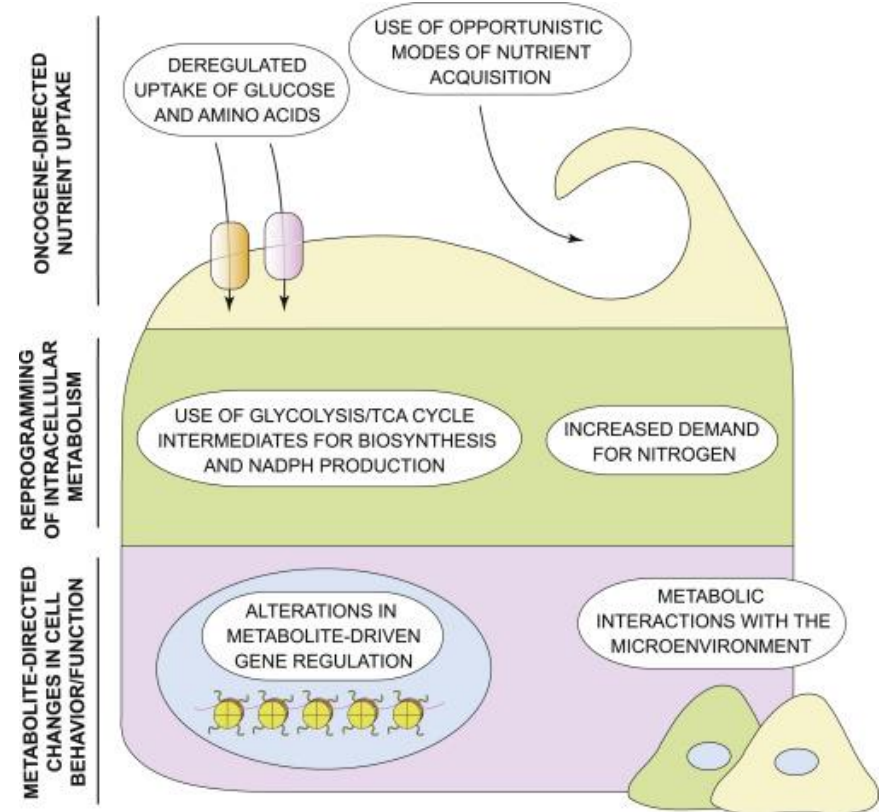 ONCOGENE-DIRECTED
NUTRIENT UPTAKE
DEREGULATED
UPTAKE OF GLUCOSE
AND AMINO ACIDS
USE OF OPPORTUNISTIC
MODES OF NUTRIENT
ACQUISITION
REPROGRAMMING
OF INTRACELLULAR
METABOLISM
USE OF GLYCOLYSIS/TCA CYCLE
INTERMEDIATES FOR BIOSYNTHESIS
AND NADPH PRODUCTION
INCREASED DEMAND
FOR NITROGEN
METABOLITE-DIRECTED
CHANGES IN CELL
BEHAVIOR/FUNCTION
ALTERATIONS IN
METABOLITE-DRIVEN
GENE REGULATION
METABOLIC
INTERACTIONS WITH THE
MICROENVIRONMENT